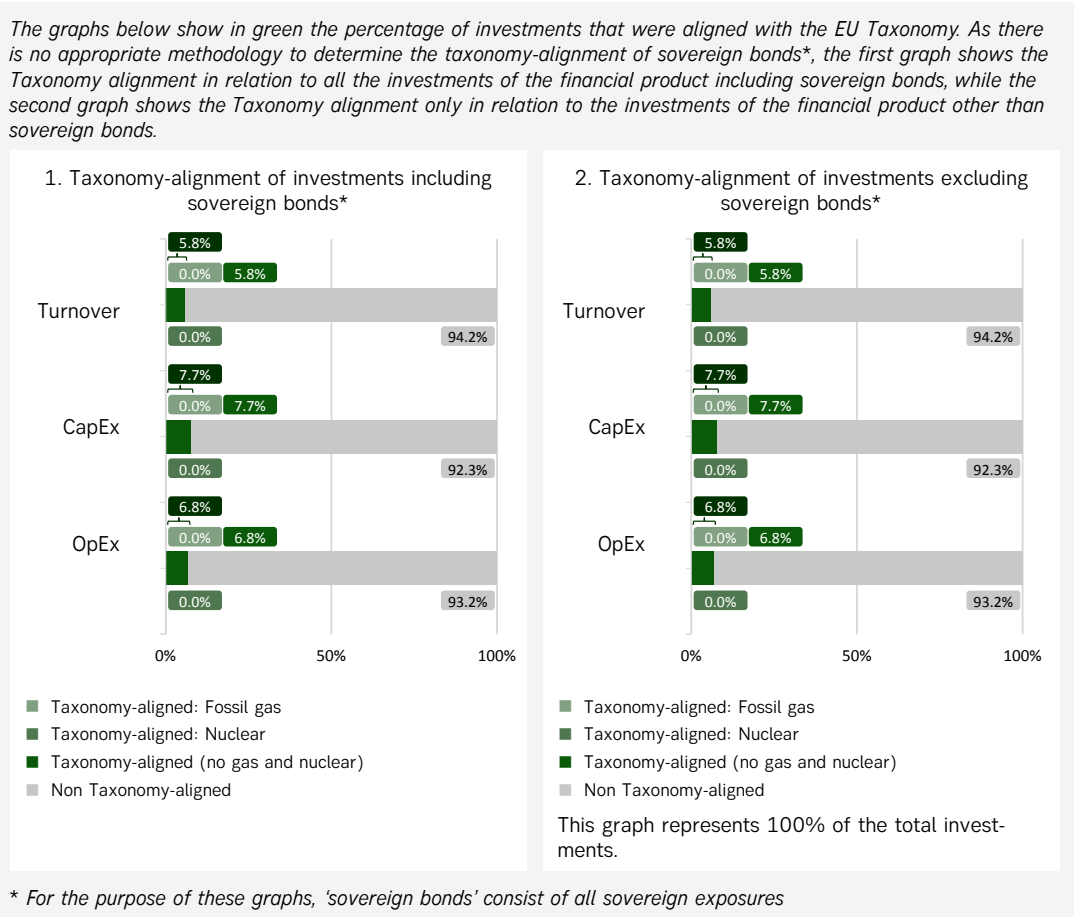 The graphs below show in green the percentage of investments that were aligned with the EU Taxonomy. As there
is no appropriate methodology to determine the taxonomy-alignment of sovereign bonds*, the first graph shows the
Taxonomy alignment in relation to all the investments of the financial product including sovereign bonds, while the
second graph shows the Taxonomy alignment only in relation to the investments of the financial product other than
sovereign bonds.
1. Taxonomy-alignment of investments including
sovereign bonds*
5.8%
0.0% 5.8%
Turnover
0.0% 94.2%
7.7%
0.0% 7.7%
CapEx
0.0% 92.3%
6.8%
0.0% 6.8%
OpEx
0.0% 93.2%
0% 50% 100%
Taxonomy-aligned: Fossil gas
Taxonomy-aligned: Nuclear
Taxonomy-aligned (no gas and nuclear)
Non Taxonomy-aligned
2. Taxonomy-alignment of investments excluding
sovereign bonds*
5.8%
0.0% 5.8%
Turnover
0.0% 94.2%
7.7%
0.0% 7.7%
CapEx
0.0% 92.3%
6.8%
0.0% 6.8%
OpEx
0.0% 93.2%
0% 50% 100%
Taxonomy-aligned: Fossil gas
Taxonomy-aligned: Nuclear
Taxonomy-aligned (no gas and nuclear)
Non Taxonomy-aligned
This graph represents 100% of the total invest-
ments.
* For the purpose of these graphs, ‘sovereign bonds’ consist of all sovereign exposures